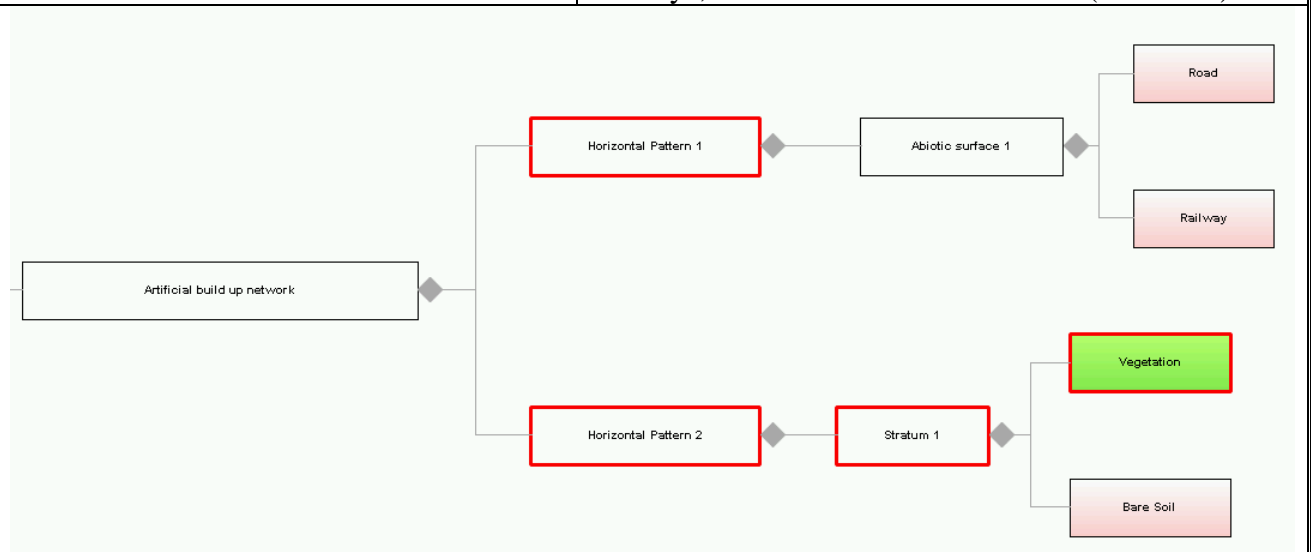 Road
Horizontal Pattern 1
Abiotic surface 1
Railway
Artificial build up network
Vegetation
Horizontal Pattern 2
Stratum 1
Bare Soil